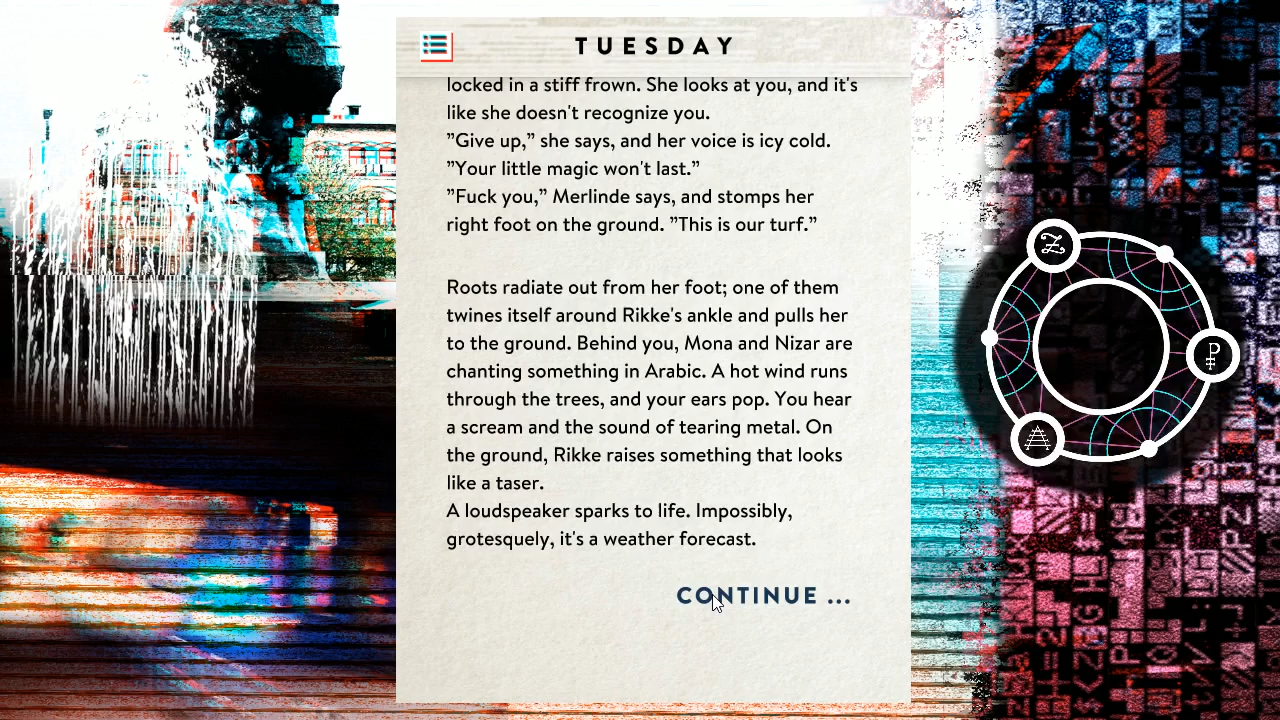 TUESDAY
locked in a stiff frown. She looks at you, and it's
like she doesn't recognize you.
”Give up,” she says, and her voice is icy cold.
”Your little magic won't last.”
”Fuck you,” Merlinde says, and stomps her
right foot on the ground. ”This is our turf.”
Roots radiate out from her foot; one of them
twines itself around Rikke's ankle and pulls her
to the ground. Behind you, Mona and Nizar are
chanting something in Arabic. A hot wind runs
through the trees, and your ears pop. You hear
a scream and the sound of tearing metal. On
the ground, Rikke raises something that looks
like a taser.
A loudspeaker sparks to life. Impossibly,
grotesquely, it's a weather forecast.
CONTINUE ...